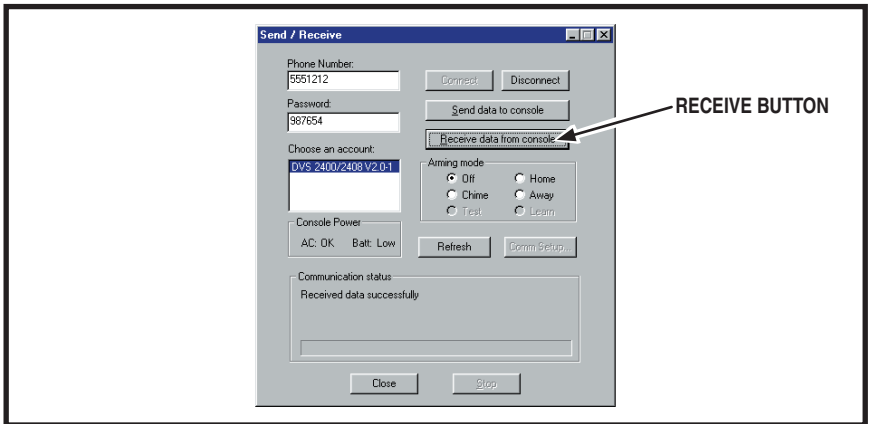 Send / Receive
Phone Number:
5551212
Connect
Disconnect
Password:
987654
Send data to console
RECEIVE BUTTON
Receive data from console
Choose an account:
DVS 2400/2408 V2.0-1
Arming mode
Off
Home
Chime
Away
Test
Learn
Console Power
AC: OK Batt: Low
Refresh
Comm Setup...
Communication status
Received data successfully
Close
Stop